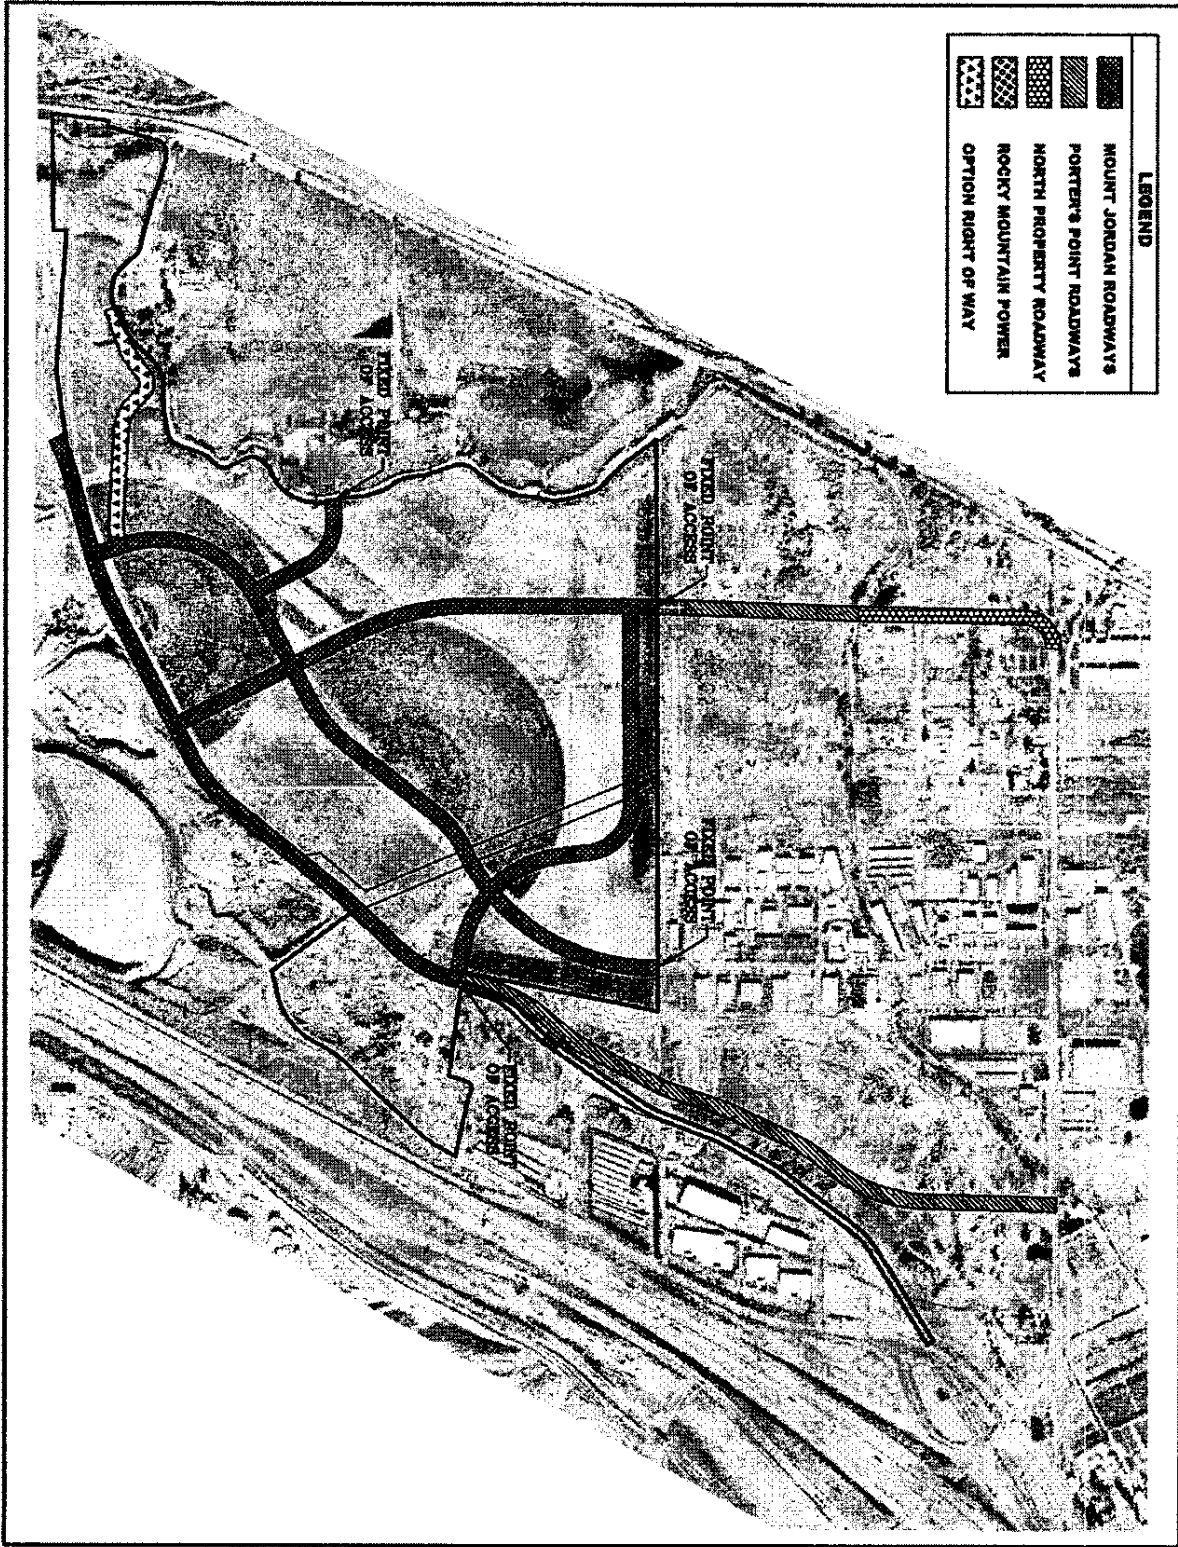 LEGEND
MOUNT JORDAN ROADWAYS
PORTER'S POINT ROADWAYS
NORTH PROPERTY ROADWAY
ROCKY MOUNTAIN POWER
OPTION RIGHT OF WAY
FIXED POINT
OF ACCESS
FIXED POINT
OF ACCESS
FIXED POINT
OF ACCESS
FIXED POINT
OF ACCESS